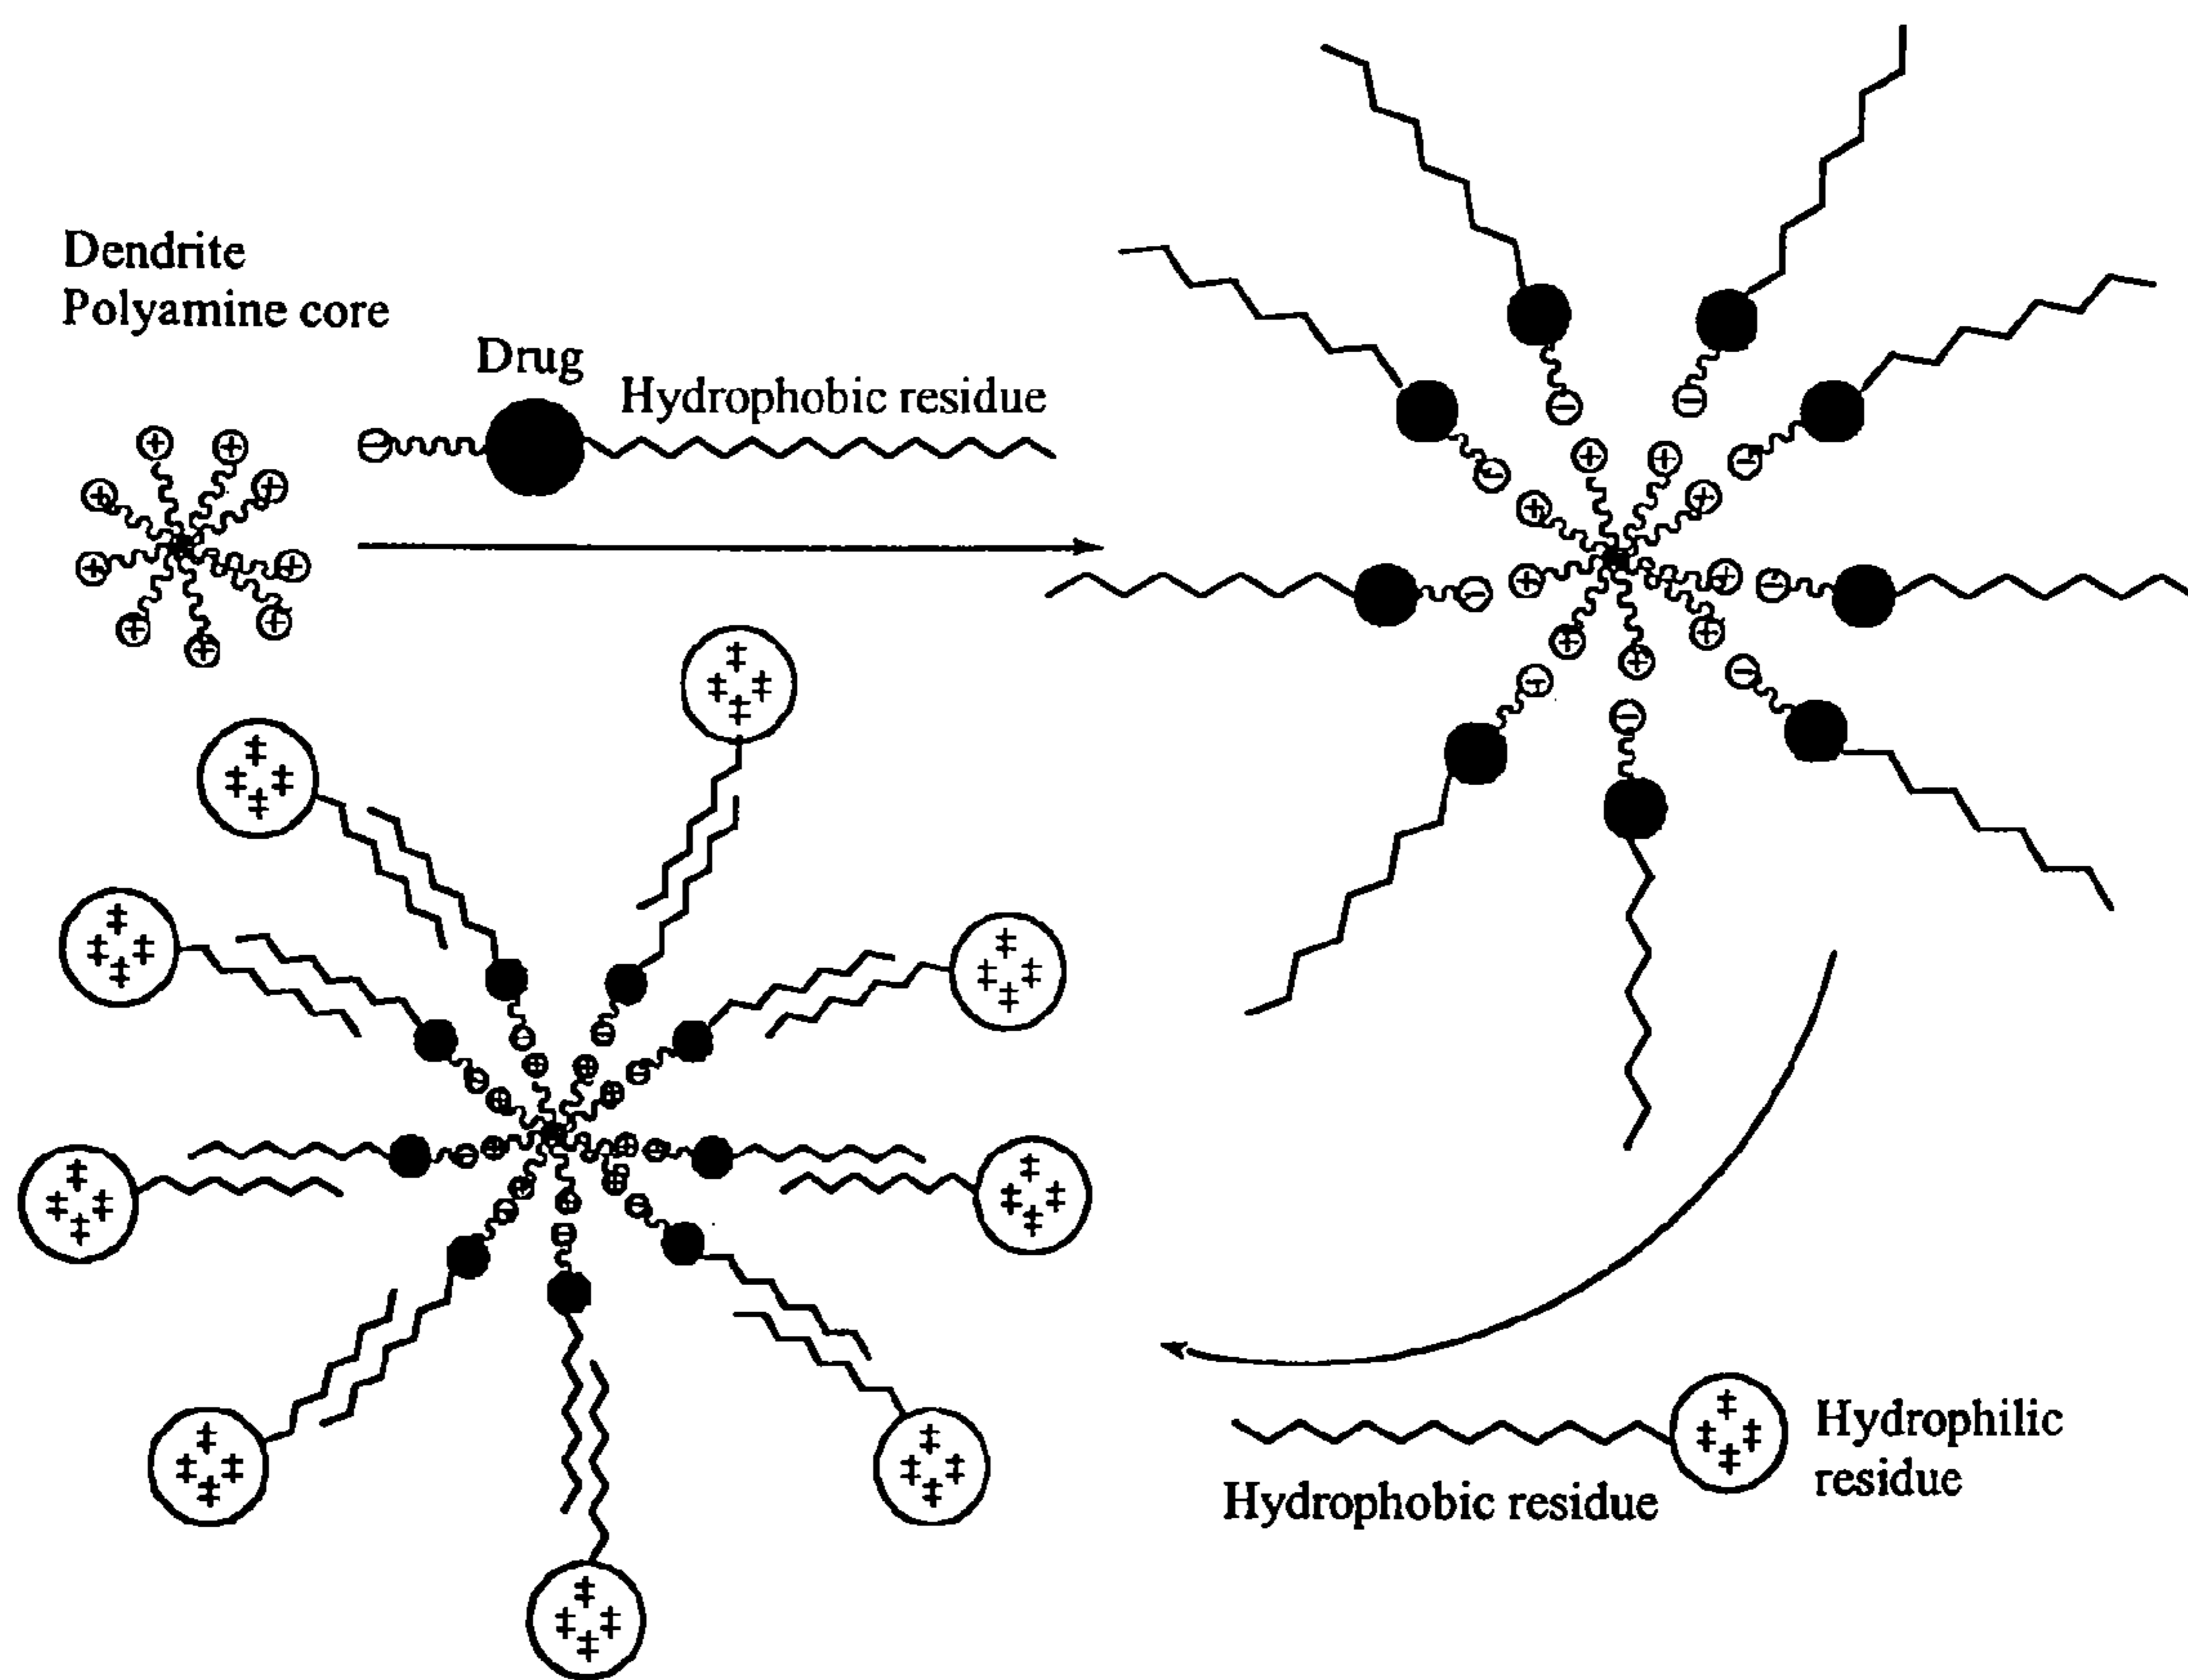 Dendrite
Polyamine core
Drug
Hydrophobic residue
Hydrophilic
residue
Hydrophobic residue